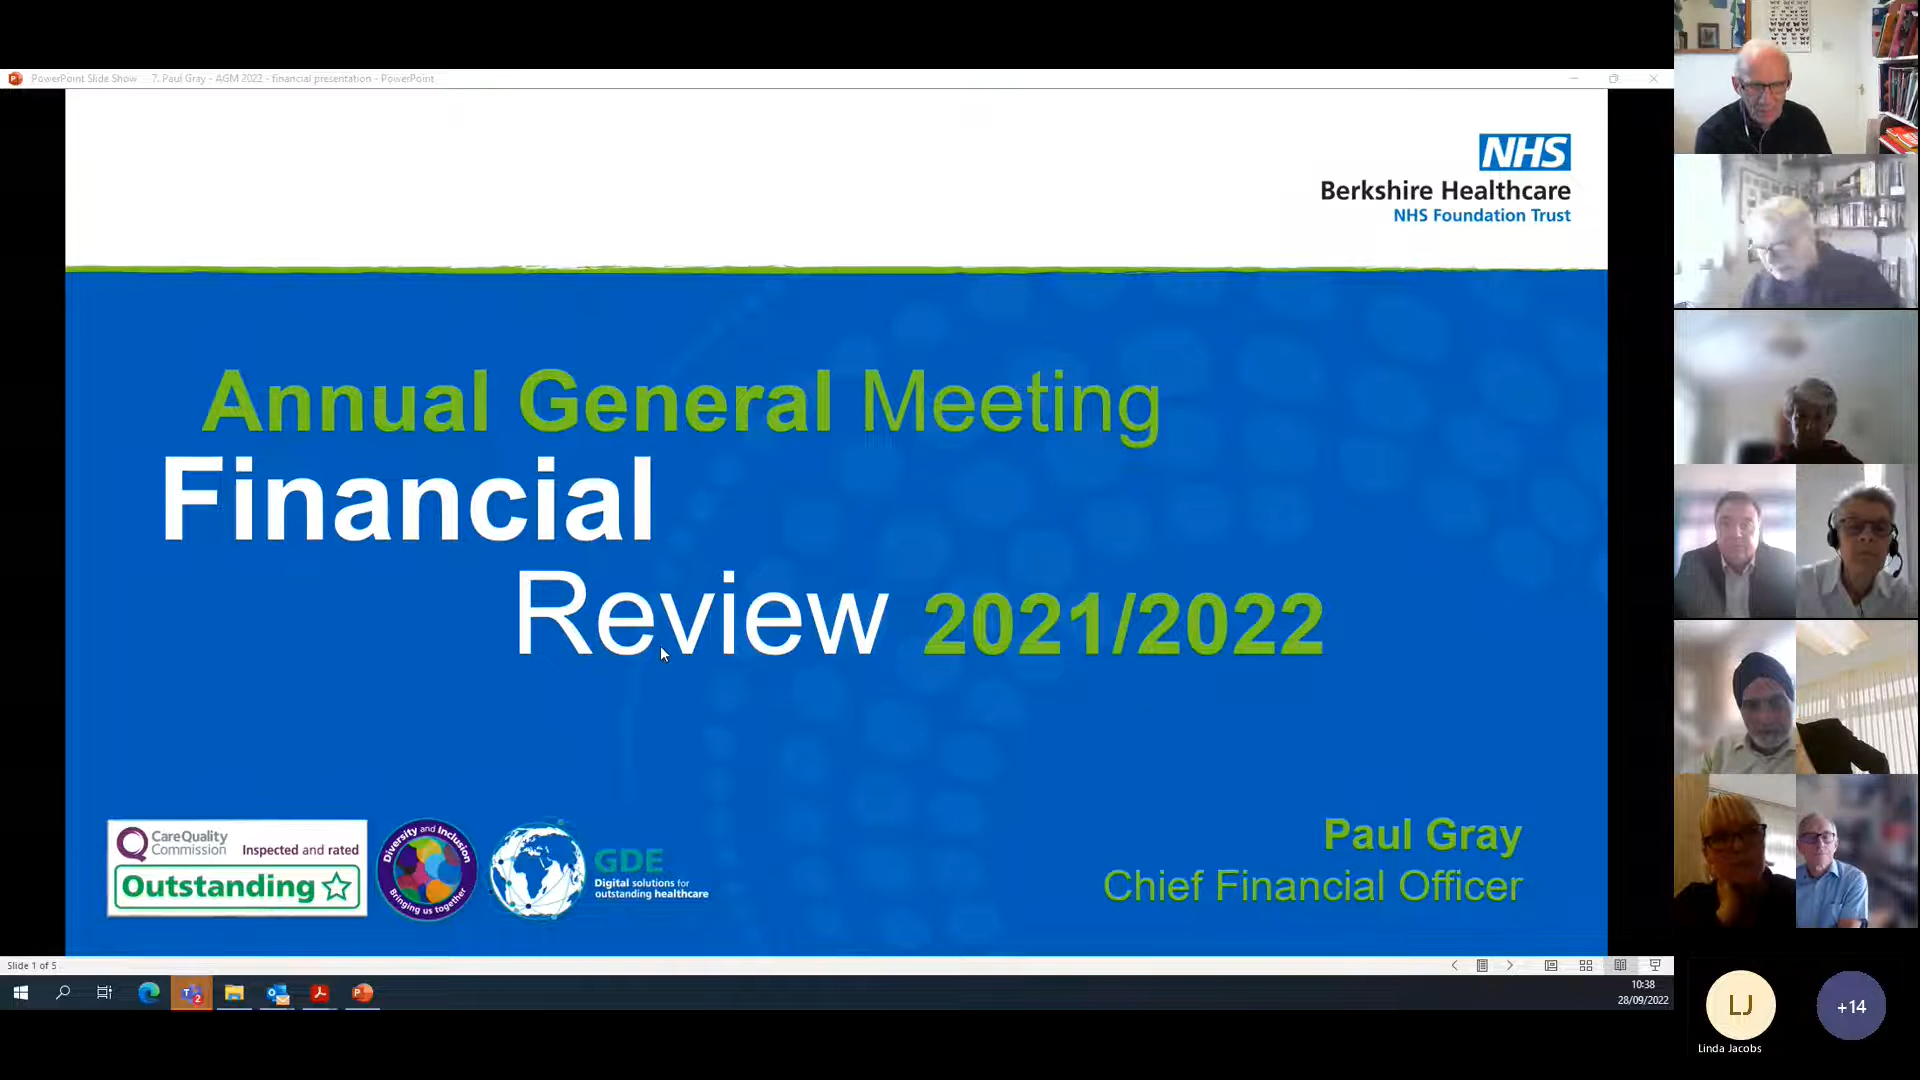 PowerPoint Slide Show - 7. Paul Gray - AGM 2022 - financial presentation - PowerPoint
NHS
Berkshire Healthcare
NHS Foundation Trust
Annual General Meeting
Financial
Review 2021/2022
CareQuality
Commission
Inspected and rated
Outstanding
Diversity and Inclusion
Bringing us together
GDE
Digital solutions for
outstanding healthcare
Paul Gray
Chief Financial Officer
Slide 1 of 5
10:38
28/09/2022
LJ
+14
Linda Jacobs